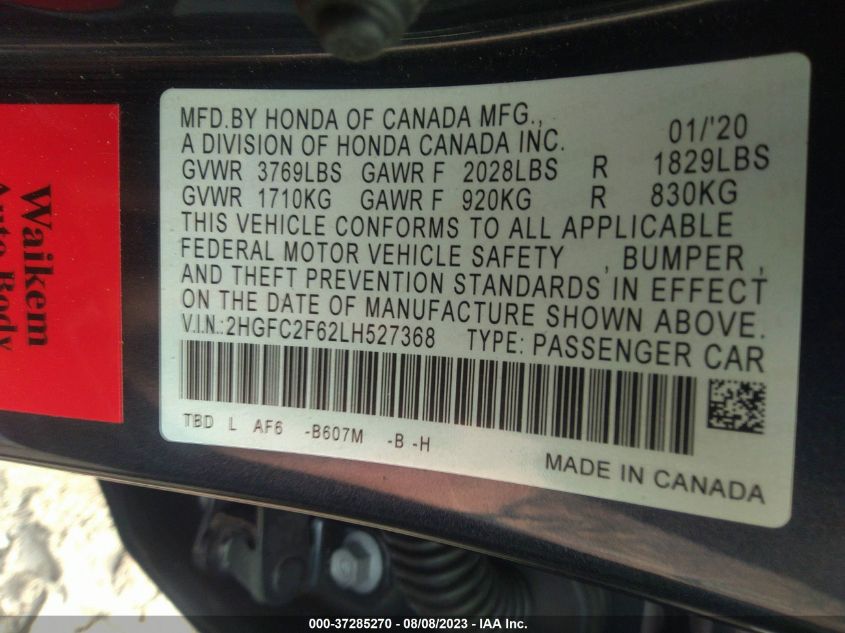 MFD.BY HONDA OF CANADA MFG.,
A DIVISION OF HONDA CANADA INC. 01/'20
GVWR 3769LBS GAWR F 2028LBS R 1829LBS
GVWR 1710KG GAWR F 920KG R 830KG
THIS VEHICLE CONFORMS TO ALL APPLICABLE
FEDERAL MOTOR VEHICLE SAFETY , BUMPER ,
AND THEFT PREVENTION STANDARDS IN EFFECT
ON THE DATE OF MANUFACTURE SHOWN ABOVE.
V.I.N.:2HGFC2F62LH527368 TYPE: PASSENGER CAR
TBD L AF6 -B607M -B -H
MADE IN CANADA
Waikem
Auto Body
000-37285270 - 08/08/2023 - IAA Inc.